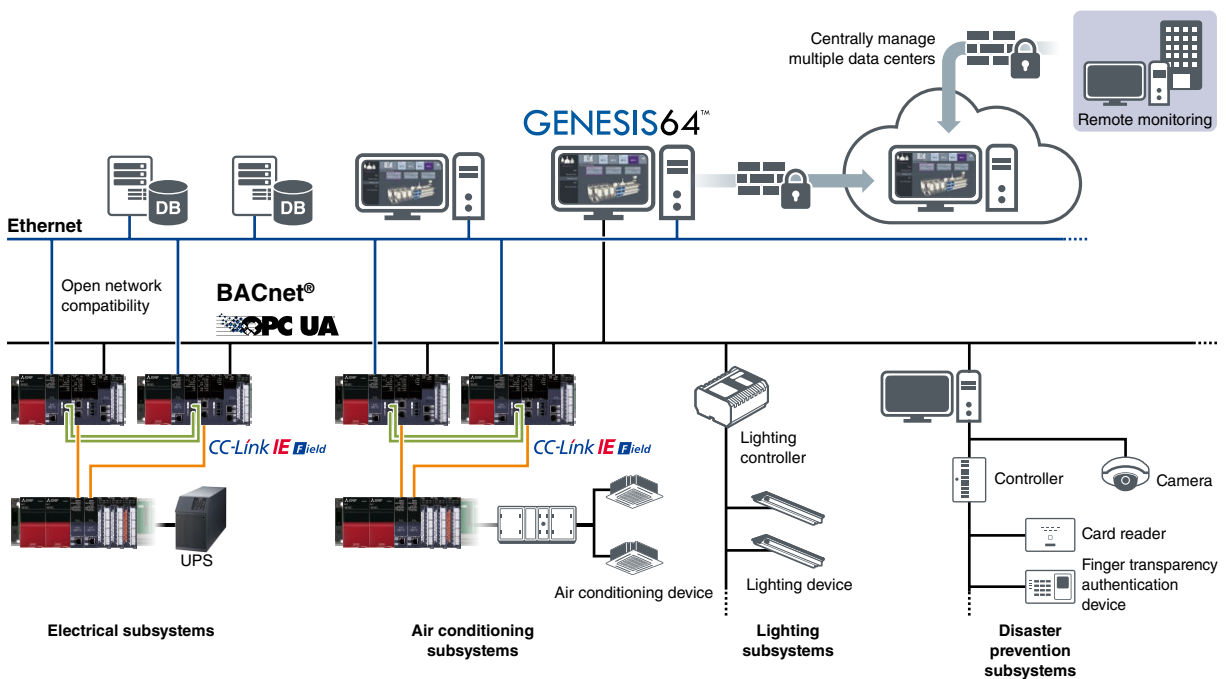 Centrally manage
multiple data centers
Remote monitoring
GENESIS64™
DB
DB
Ethernet
Open network
compatibility
BACnet®
OPC UA
CC-Link IE Field
CC-Link IE Field
Lighting
controller
Controller
Camera
UPS
Card reader
Air conditioning device
Lighting device
Finger transparency
authentication
device
Electrical subsystems
Air conditioning
subsystems
Lighting
subsystems
Disaster
prevention
subsystems